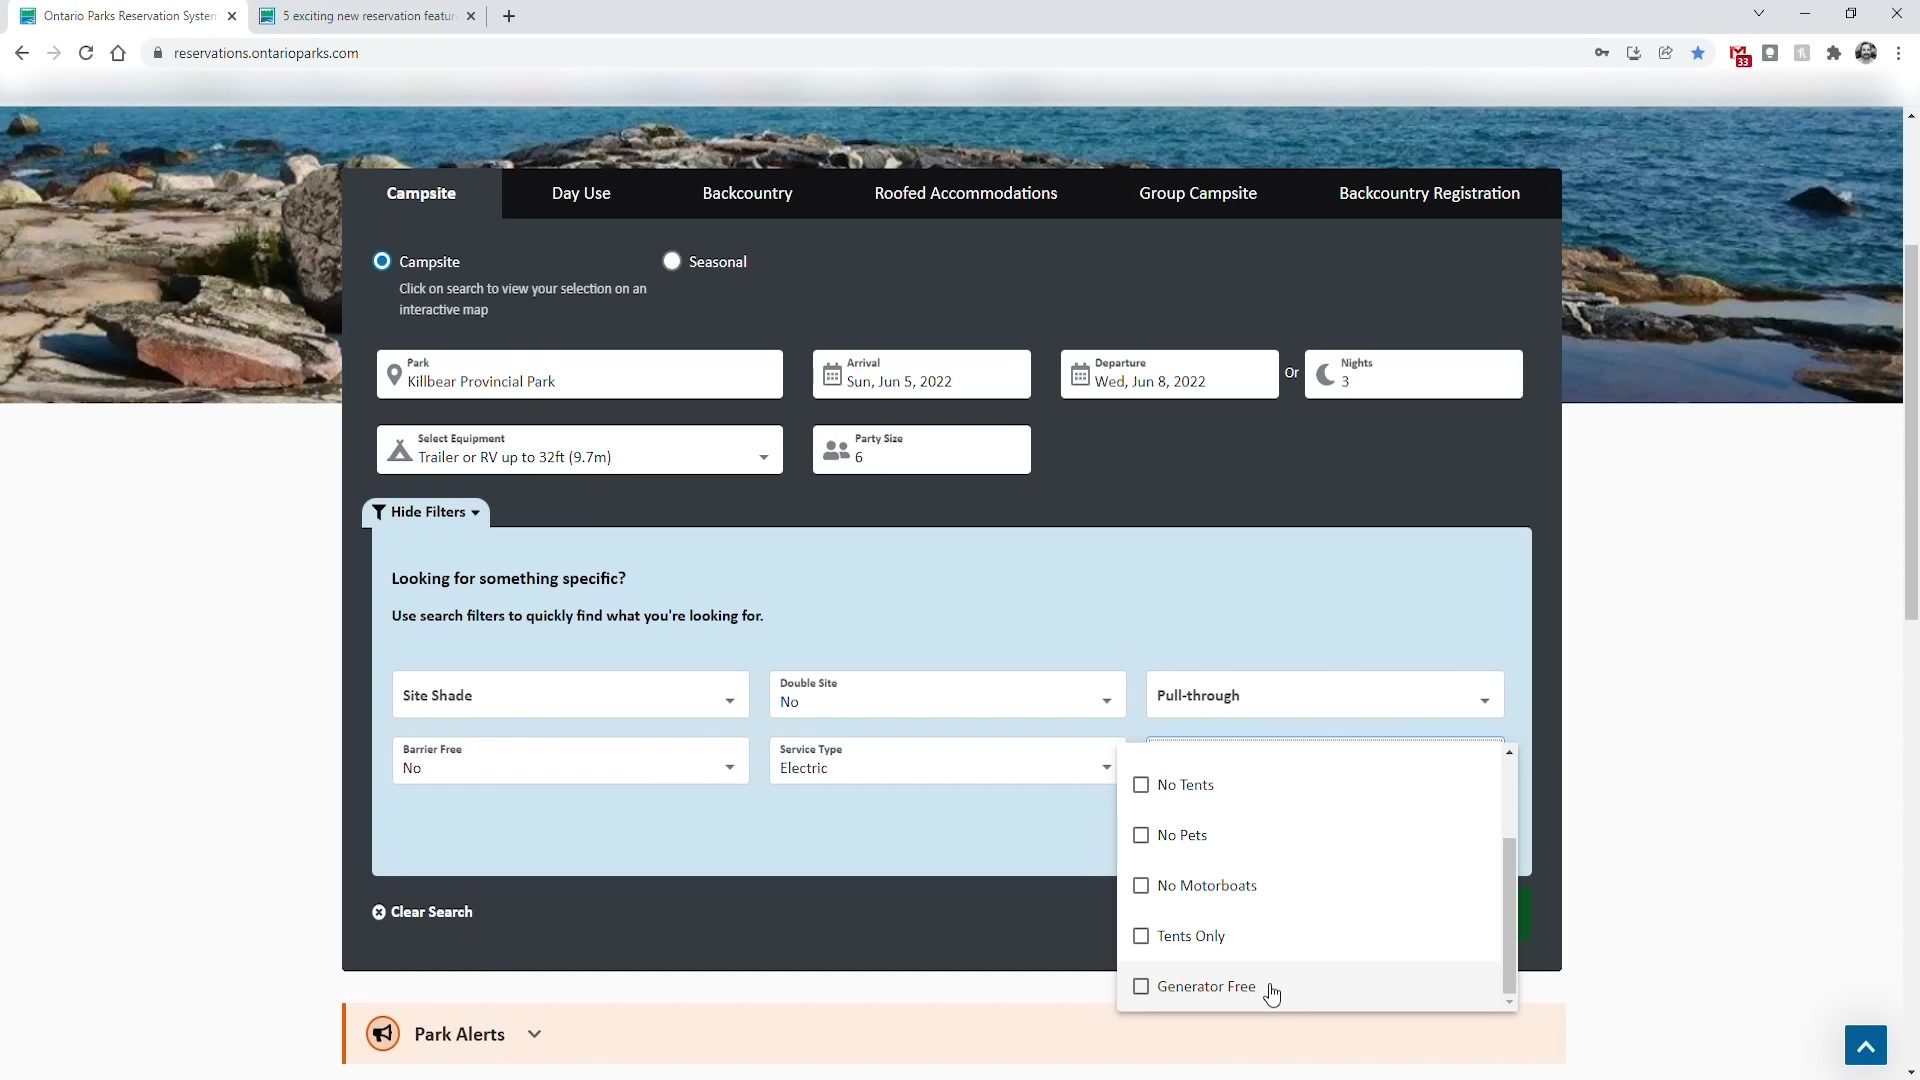 Ontario Parks Reservation System
5 exciting new reservation featur
reservations.ontarioparks.com
33
Campsite
Day Use
Backcountry
Roofed Accommodations
Group Campsite
Backcountry Registration
Campsite
Seasonal
Click on search to view your selection on an
interactive map
Park
Killbear Provincial Park
Arrival
Sun, Jun 5, 2022
Departure
Wed, Jun 8, 2022
Or
Nights
3
Select Equipment
Trailer or RV up to 32ft (9.7m)
Party Size
6
Hide Filters
Looking for something specific?
Use search filters to quickly find what you're looking for.
Site Shade
Double Site
No
Pull-through
Barrier Free
No
Service Type
Electric
No Tents
No Pets
No Motorboats
Tents Only
Generator Free
Clear Search
Park Alerts